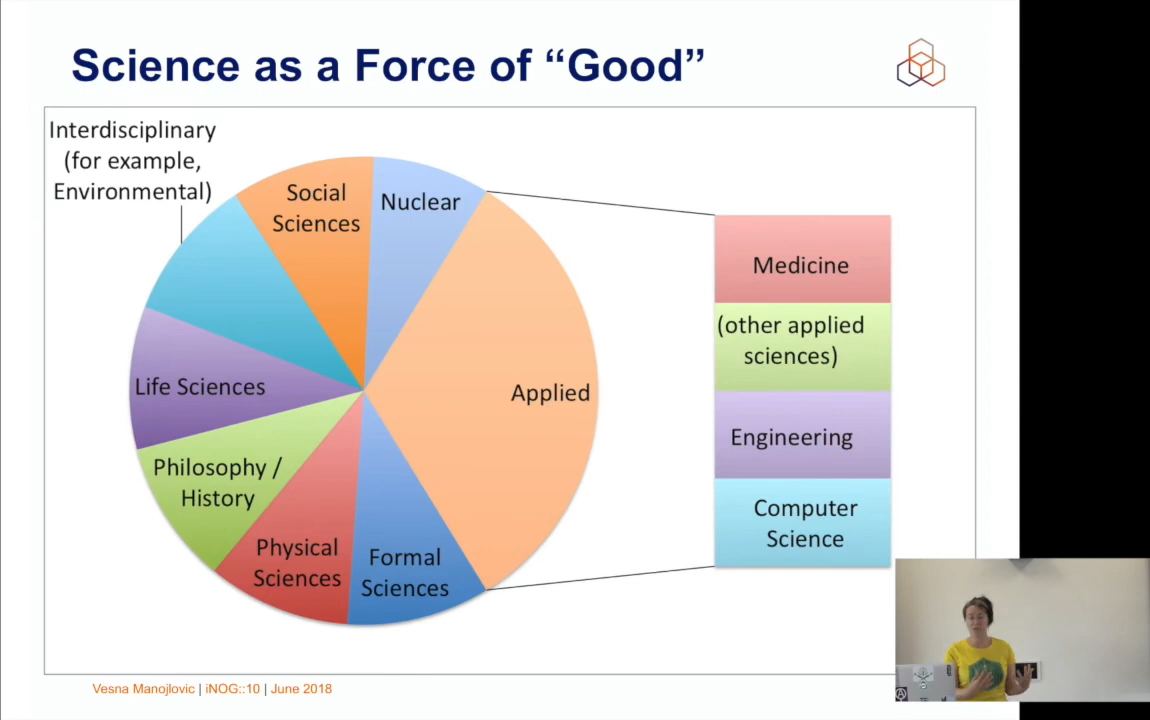 Science as a Force of “Good”
Interdisciplinary
(for example,
Environmental)
Social
Sciences
Nuclear
Applied
Life Sciences
Philosophy /
History
Physical
Sciences
Formal
Sciences
Medicine
(other applied
sciences)
Engineering
Computer
Science
Vesna Manojlovic | iNOG::10 | June 2018